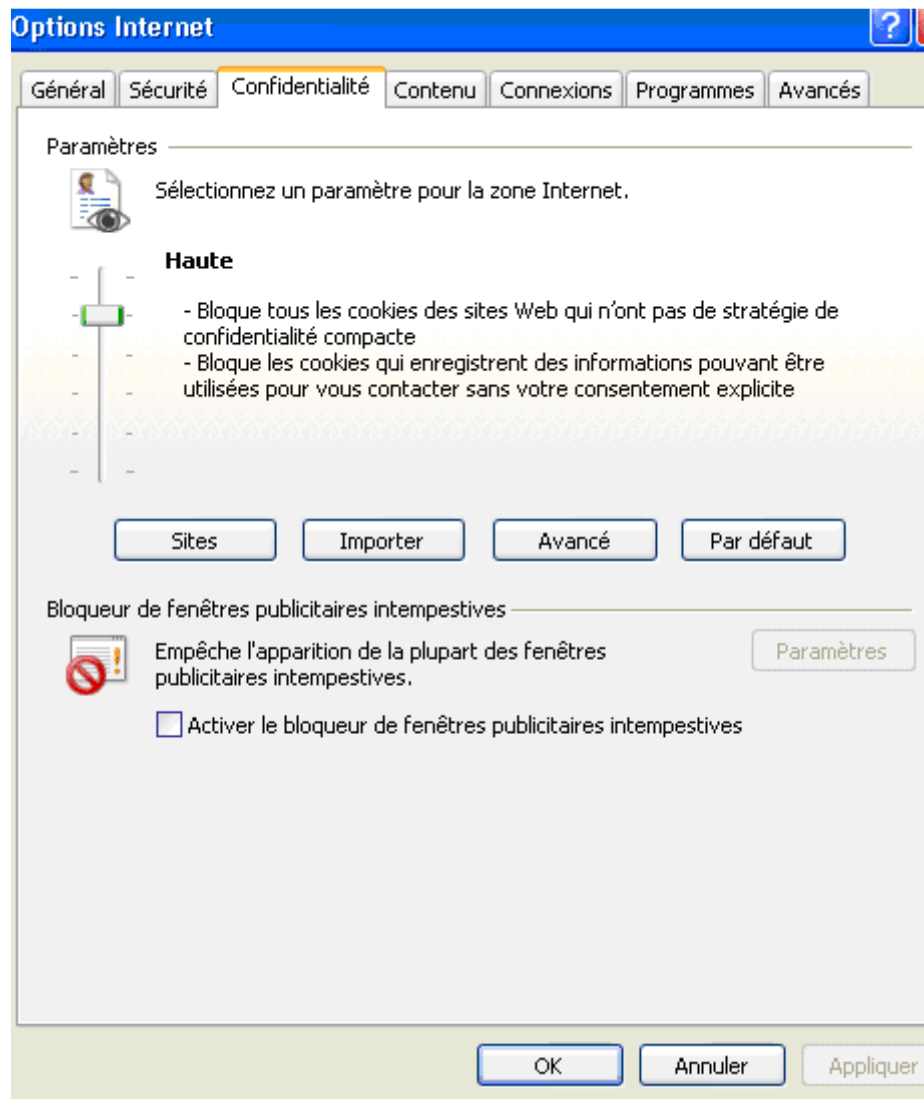 Options Internet
?
Général Sécurité Confidentialité Contenu Connexions Programmes Avancés
Paramètres
Sélectionnez un paramètre pour la zone Internet.
Haute
- Bloque tous les cookies des sites Web qui n'ont pas de stratégie de
confidentialité compacte
- Bloque les cookies qui enregistrent des informations pouvant être
utilisées pour vous contacter sans votre consentement explicite
Sites Importer Avancé Par défaut
Bloqueur de fenêtres publicitaires intempestives
Empêche l'apparition de la plupart des fenêtres
publicitaires intempestives.
Paramètres
Activer le bloqueur de fenêtres publicitaires intempestives
OK Annuler Appliquer